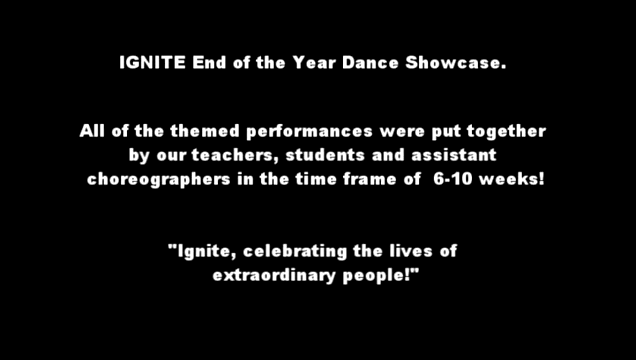 IGNITE End of the Year Dance Showcase.
All of the themed performances were put together
by our teachers, students and assistant
choreographers in the time frame of  6-10 weeks!
"Ignite, celebrating the lives of
extraordinary people!"